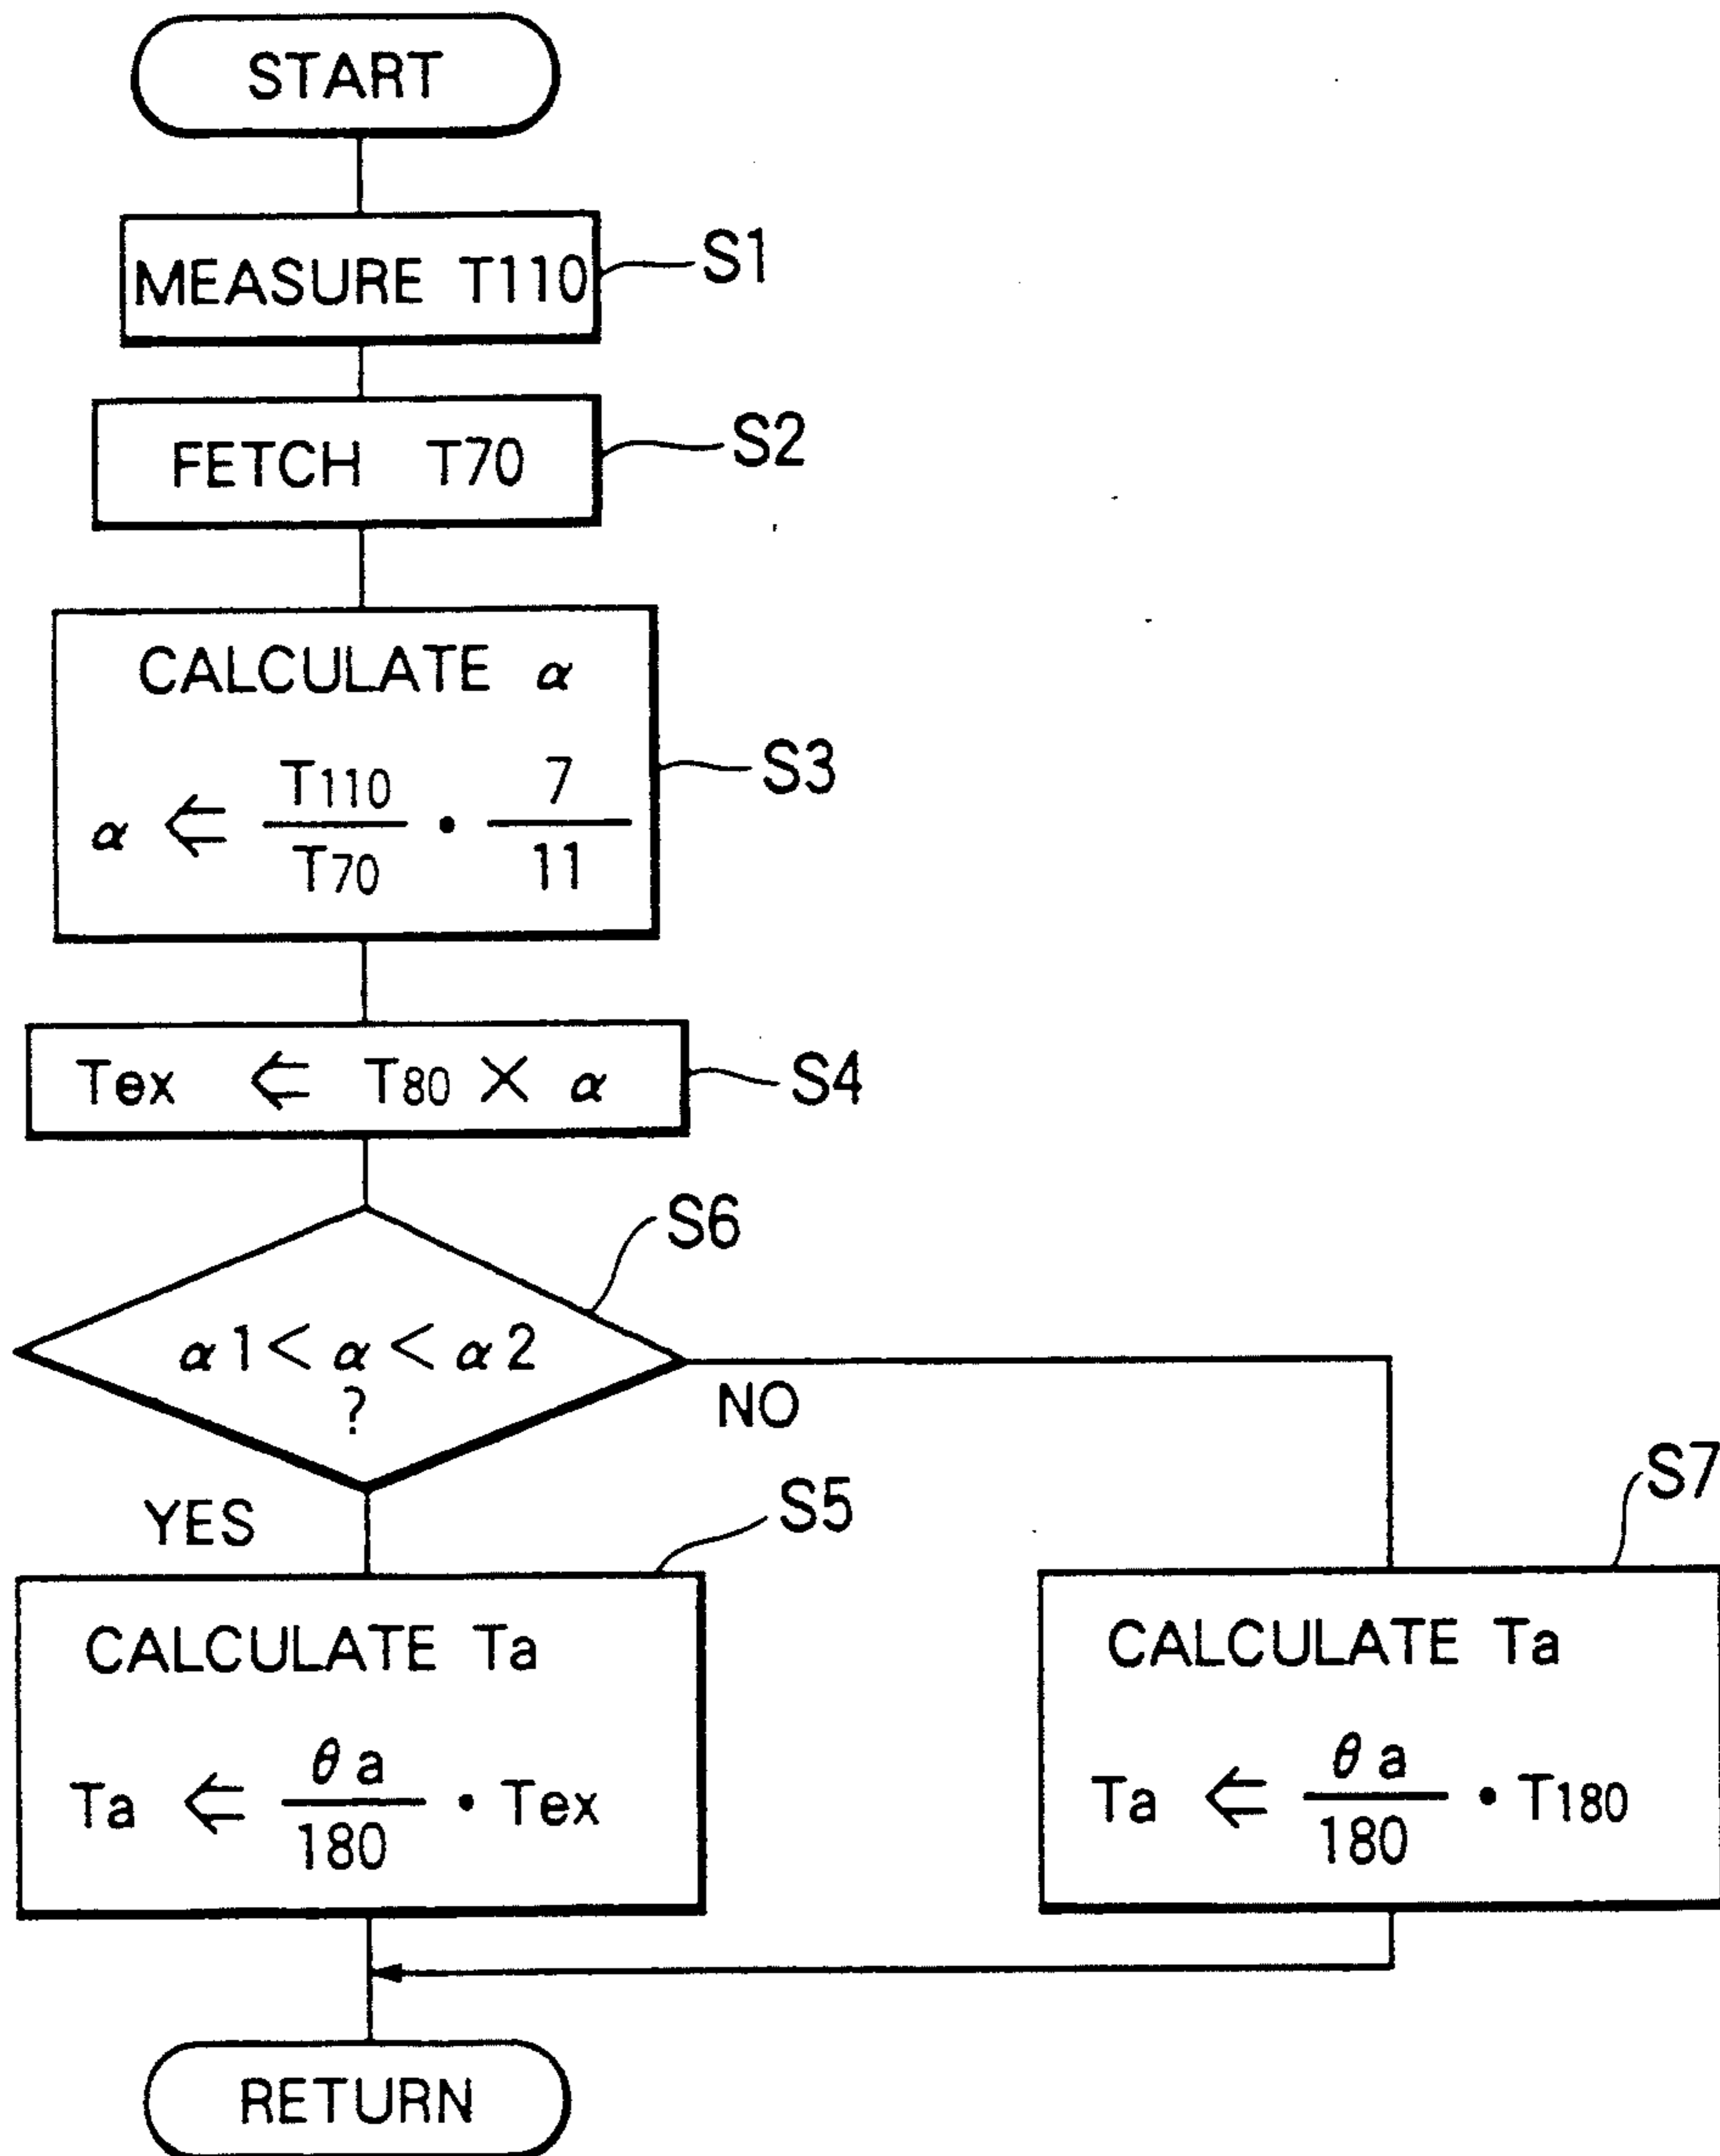 START
MEASURE T110
S1
FETCH T70
S2
CALCULATE α
α ⇐ T110/T70 · 7/11
S3
Tex ⇐ T80 × α
S4
α1 < α < α2
?
S6
NO
YES
CALCULATE Ta
Ta ⇐ θa/180 · Tex
S5
CALCULATE Ta
Ta ⇐ θa/180 · T180
S7
RETURN